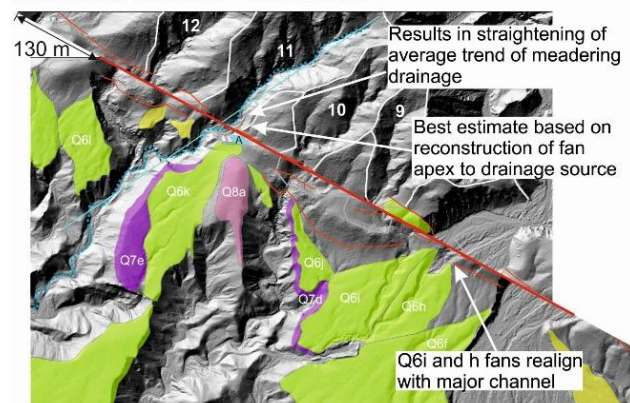 12
11
Results in straightening of
average trend of meadering
drainage
130 m
10
9
Best estimate based on
reconstruction of fan
apex to drainage source
A
Q6l
Q6k
Q8a
Q7e
Q6j
Q7d
Q6i
Q6h
Q6f
Q6i and h fans realign
with major channel